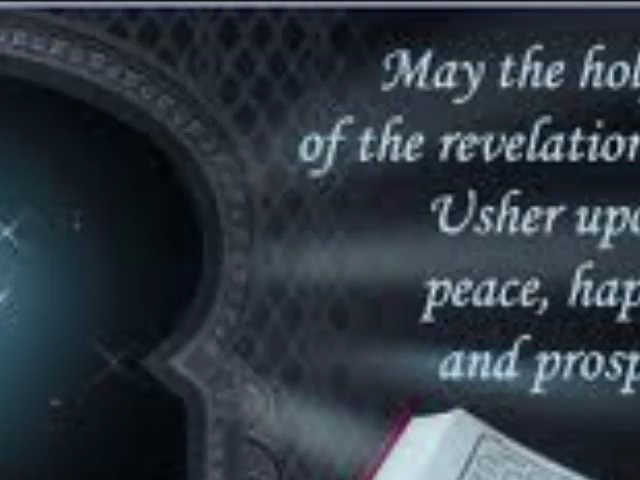 May the hol
of the revelation
Usher upo
peace, hap
and prosp